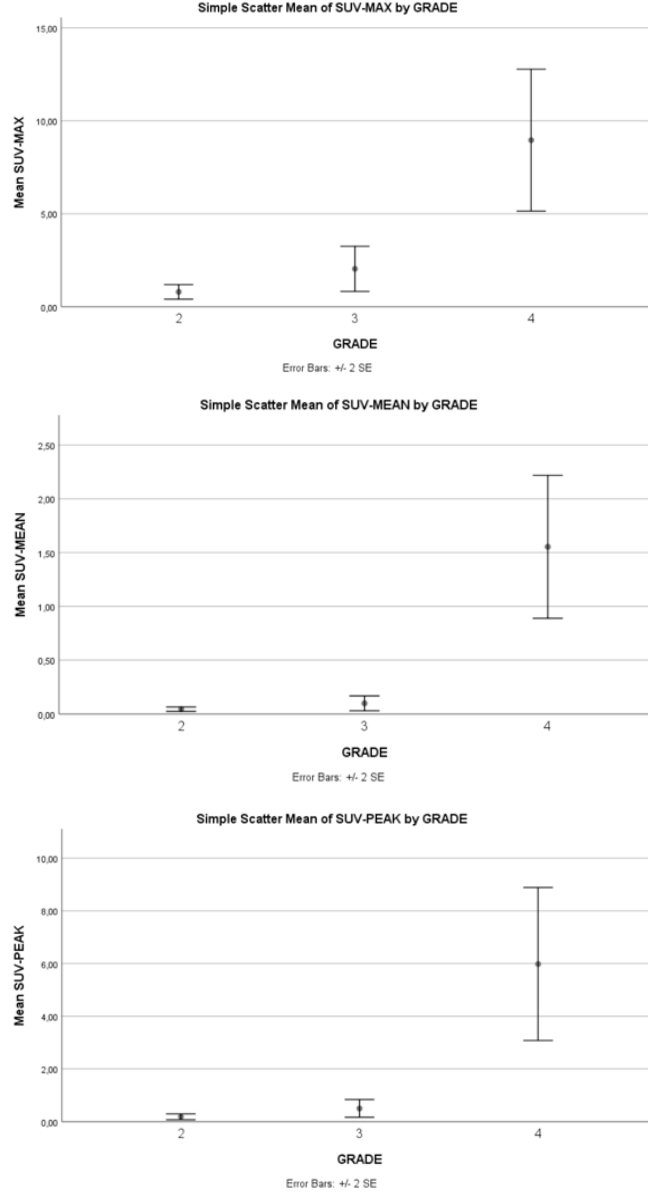 Simple Scatter Mean of SUV-MAX by GRADE
15,00
10,00
5,00
0,00
Mean SUV-MAX
2 3 4
GRADE
Error Bars: +/- 2 SE
Simple Scatter Mean of SUV-MEAN by GRADE
2,50
2,00
1,50
1,00
0,50
0,00
Mean SUV-MEAN
2 3 4
GRADE
Error Bars: +/- 2 SE
Simple Scatter Mean of SUV-PEAK by GRADE
10,00
8,00
6,00
4,00
2,00
0,00
Mean SUV-PEAK
2 3 4
GRADE
Error Bars: +/- 2 SE